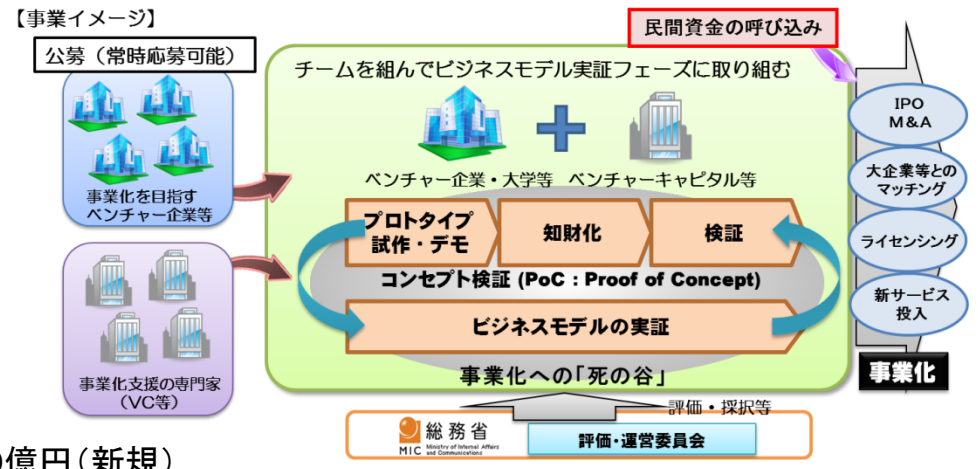 【事業イメージ】
公募（常時応募可能）
事業化を目指す
ベンチャー企業等
事業化支援の専門家
（VC等）
民間資金の呼び込み
チームを組んでビジネスモデル実証フェーズに取り組む
ベンチャー企業・大学等 ベンチャーキャピタル等
プロトタイプ
試作・デモ
知財化
検証
コンセプト検証 (PoC : Proof of Concept)
ビジネスモデルの実証
事業化への「死の谷」
IPO
M&A
大企業等との
マッチング
ライセンシング
新サービス
投入
事業化
評価・採択等
総務省
MIC Ministry of Internal Affairs
and Communications
評価・運営委員会
億円（新規）